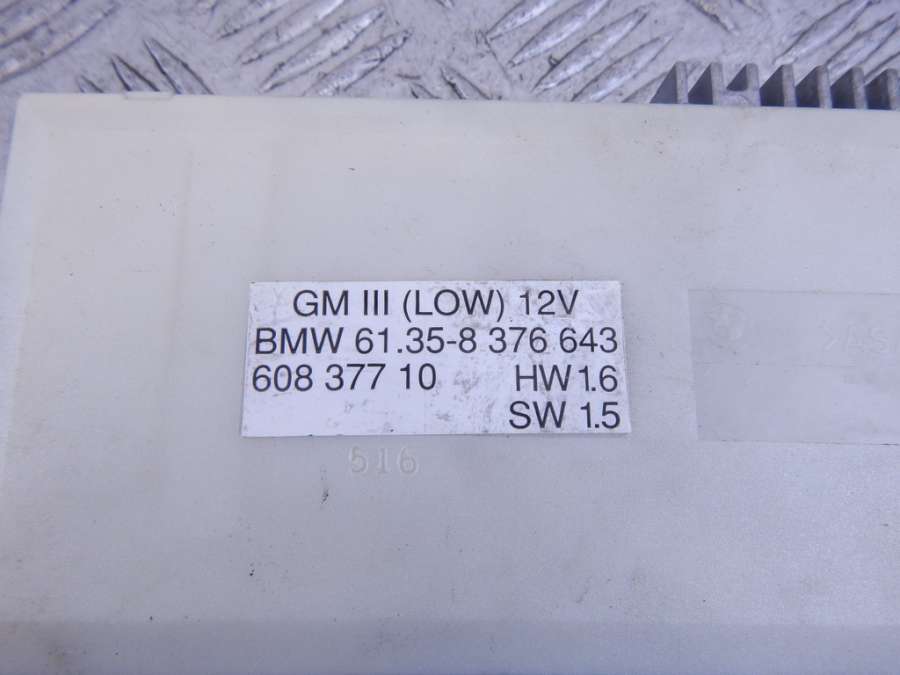 GM III (LOW) 12V
BMW 61.35-8 376 643
608 377 10 HW 1.6
SW 1.5
516